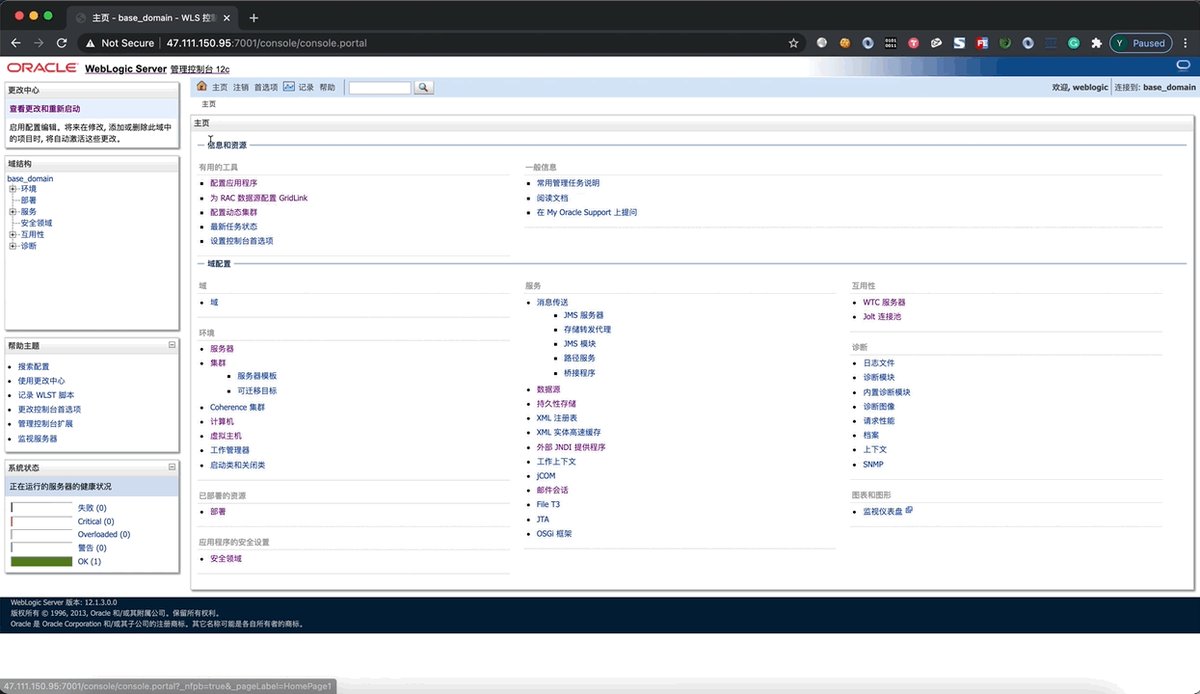 主页 - base_domain - WLS 控制
Not Secure 47.111.150.95:7001/console/console.portal
Y Paused
ORACLE WebLogic Server 管理控制台 12c
更改中心
查看更改和重新启动
启用配置编辑。将来在修改, 添加或删除此域中
的项目时, 将自动激活这些更改。
域结构
base_domain
环境
部署
服务
安全领域
互用性
诊断
帮助主题
搜索配置
使用更改中心
记录 WLST 脚本
更改控制台首选项
管理控制台扩展
监视服务器
系统状态
正在运行的服务器的健康状况
失败 (0)
Critical (0)
Overloaded (0)
警告 (0)
OK (1)
主页 注销 首选项 记录 帮助
欢迎, weblogic 连接到: base_domain
主页
主页
信息和资源
有用的工具
配置应用程序
为 RAC 数据源配置 GridLink
配置动态集群
最新任务状态
设置控制台首选项
一般信息
常用管理任务说明
阅读文档
在 My Oracle Support 上提问
域配置
域
域
环境
服务器
集群
服务器模板
可迁移目标
Coherence 集群
计算机
虚拟主机
工作管理器
启动类和关闭类
已部署的资源
部署
应用程序的安全设置
安全领域
服务
消息传送
JMS 服务器
存储转发代理
JMS 模块
路径服务
桥接程序
数据源
持久性存储
XML 注册表
XML 实体高速缓存
外部 JNDI 提供程序
工作上下文
jCOM
邮件会话
File T3
JTA
OSGi 框架
互用性
WTC 服务器
Jolt 连接池
诊断
日志文件
诊断模块
内置诊断模块
诊断图像
请求性能
档案
上下文
SNMP
图表和图形
监视仪表盘
WebLogic Server 版本: 12.1.3.0.0
版权所有 © 1996, 2013, Oracle 和/或其附属公司。保留所有权利。
Oracle 是 Oracle Corporation 和/或其子公司的注册商标。其它名称可能是各自所有者的商标。
47.111.150.95:7001/console/console.portal?_nfpb=true&_pageLabel=HomePage1